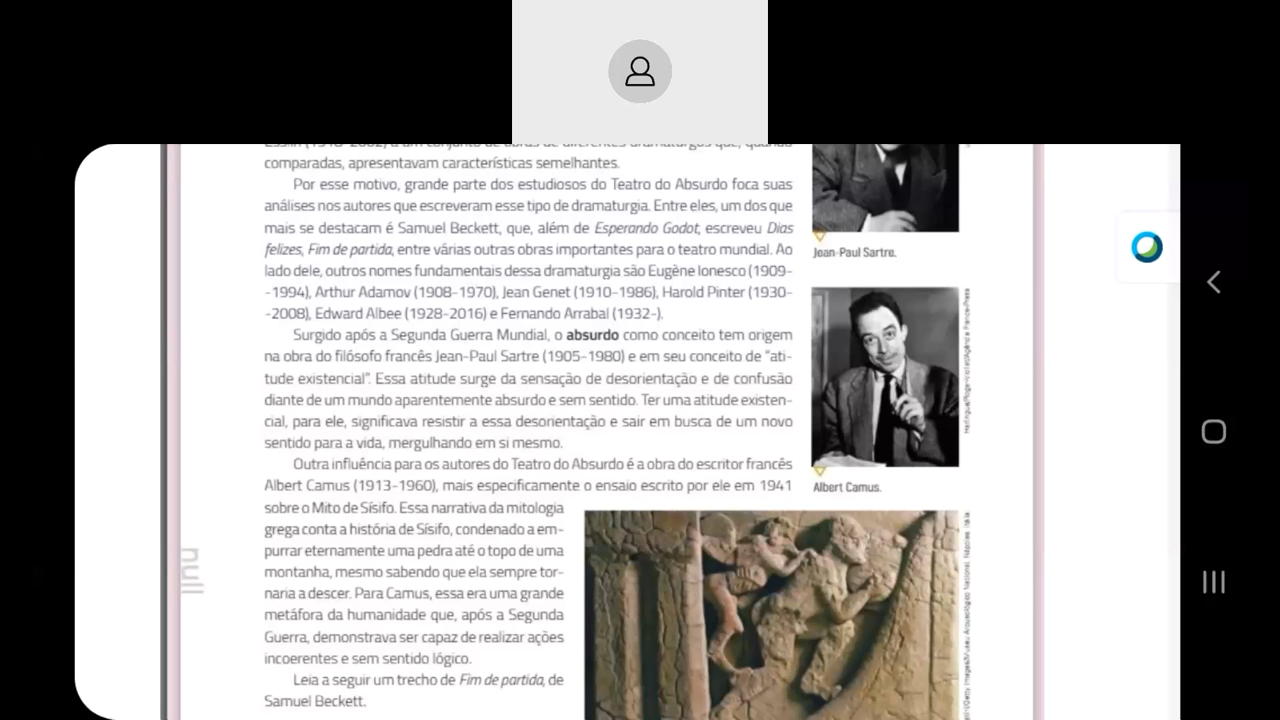 comparadas, apresentavam características semelhantes.
Por esse motivo, grande parte dos estudiosos do Teatro do Absurdo foca suas
análises nos autores que escreveram esse tipo de dramaturgia. Entre eles, um dos que
mais se destacam é Samuel Beckett, que, além de Esperando Godot, escreveu Dias
felizes, Fim de partida, entre várias outras obras importantes para o teatro mundial. Ao
lado dele, outros nomes fundamentais dessa dramaturgia são Eugène Ionesco (1909-
-1994), Arthur Adamov (1908-1970), Jean Genet (1910-1986), Harold Pinter (1930-
-2008), Edward Albee (1928-2016) e Fernando Arrabal (1932-).
Surgido após a Segunda Guerra Mundial, o absurdo como conceito tem origem
na obra do filósofo francês Jean-Paul Sartre (1905-1980) e em seu conceito de “ati-
tude existencial”. Essa atitude surge da sensação de desorientação e de confusão
diante de um mundo aparentemente absurdo e sem sentido. Ter uma atitude existen-
cial, para ele, significava resistir a essa desorientação e sair em busca de um novo
sentido para a vida, mergulhando em si mesmo.
Outra influência para os autores do Teatro do Absurdo é a obra do escritor francês
Albert Camus (1913-1960), mais especificamente o ensaio escrito por ele em 1941
sobre o Mito de Sísifo. Essa narrativa da mitologia
grega conta a história de Sísifo, condenado a em-
purrar eternamente uma pedra até o topo de uma
montanha, mesmo sabendo que ela sempre tor-
naria a descer. Para Camus, essa era uma grande
metáfora da humanidade que, após a Segunda
Guerra, demonstrava ser capaz de realizar ações
incoerentes e sem sentido lógico.
Leia a seguir um trecho de Fim de partida, de
Samuel Beckett.
Jean-Paul Sartre.
Albert Camus.